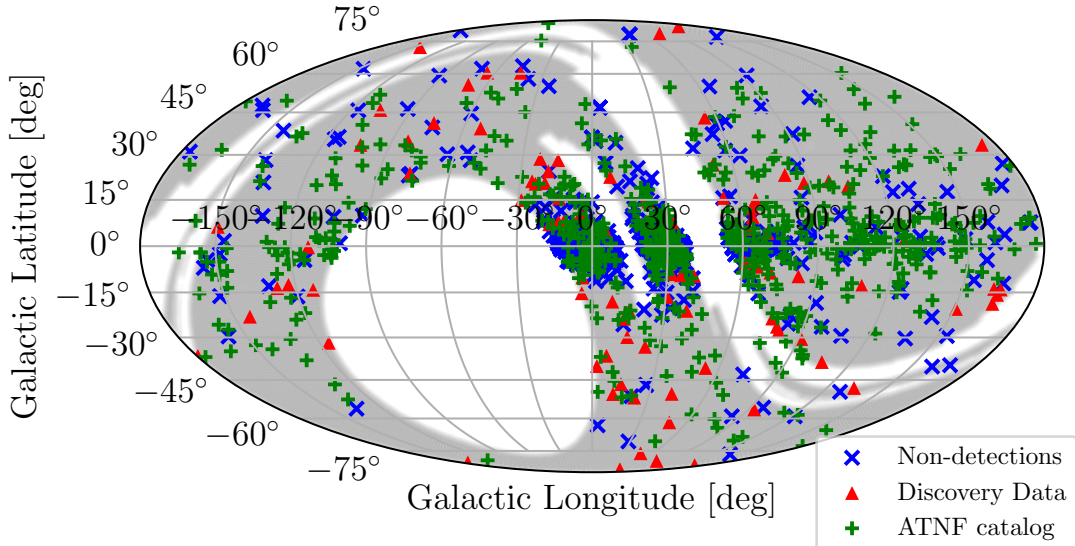 75°
60°
45°
30°
15°
−150°−120°−90° −60° −30° 0° 30° 60° 90° 120° 150°
0°
−15°
−30°
−45°
−60°
−75°
Galactic Latitude [deg]
Galactic Longitude [deg]
Non-detections
Discovery Data
ATNF catalog